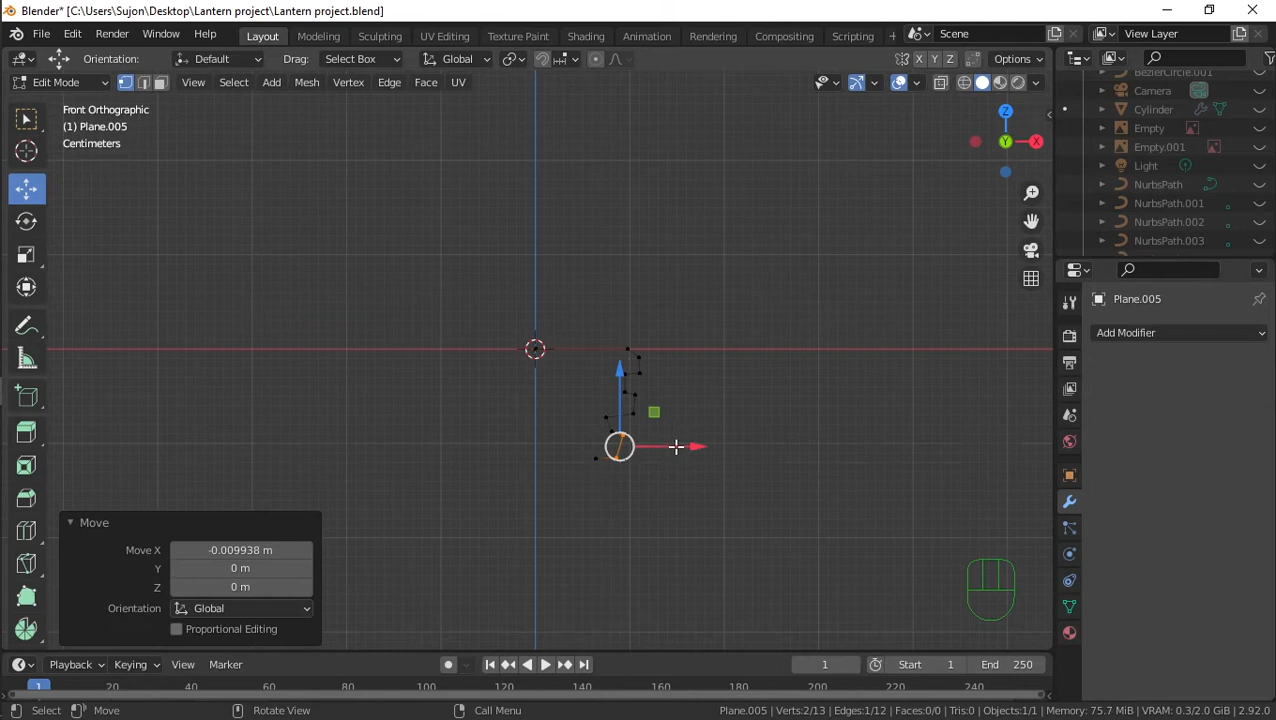 Blender* [C:\Users\Sujon\Desktop\Lantern project\Lantern project.blend]
File Edit Render Window Help Layout Modeling Sculpting UV Editing Texture Paint Shading Animation Rendering Compositing Scripting + Scene View Layer
Orientation: Default Drag: Select Box Global X Y Z Options
Edit Mode View Select Add Mesh Vertex Edge Face UV
Front Orthographic
(1) Plane.005
Centimeters
Z
Y
X
BezierCircle.001
Camera
Cylinder
Empty
Empty.001
Light
NurbsPath
NurbsPath.001
NurbsPath.002
NurbsPath.003
Plane.005
Add Modifier
Move
Move X -0.009938 m
Y 0 m
Z 0 m
Orientation Global
Proportional Editing
Playback Keying View Marker 1 Start 1 End 250
1 20 40 60 80 100 120 140 160 180 200 220 240
Select Move Rotate View Call Menu Plane.005 | Verts:2/13 | Edges:1/12 | Faces:0/0 | Tris:0 | Objects:1/1 | Memory: 75.7 MiB | VRAM: 0.3/2.0 GiB | 2.92.0